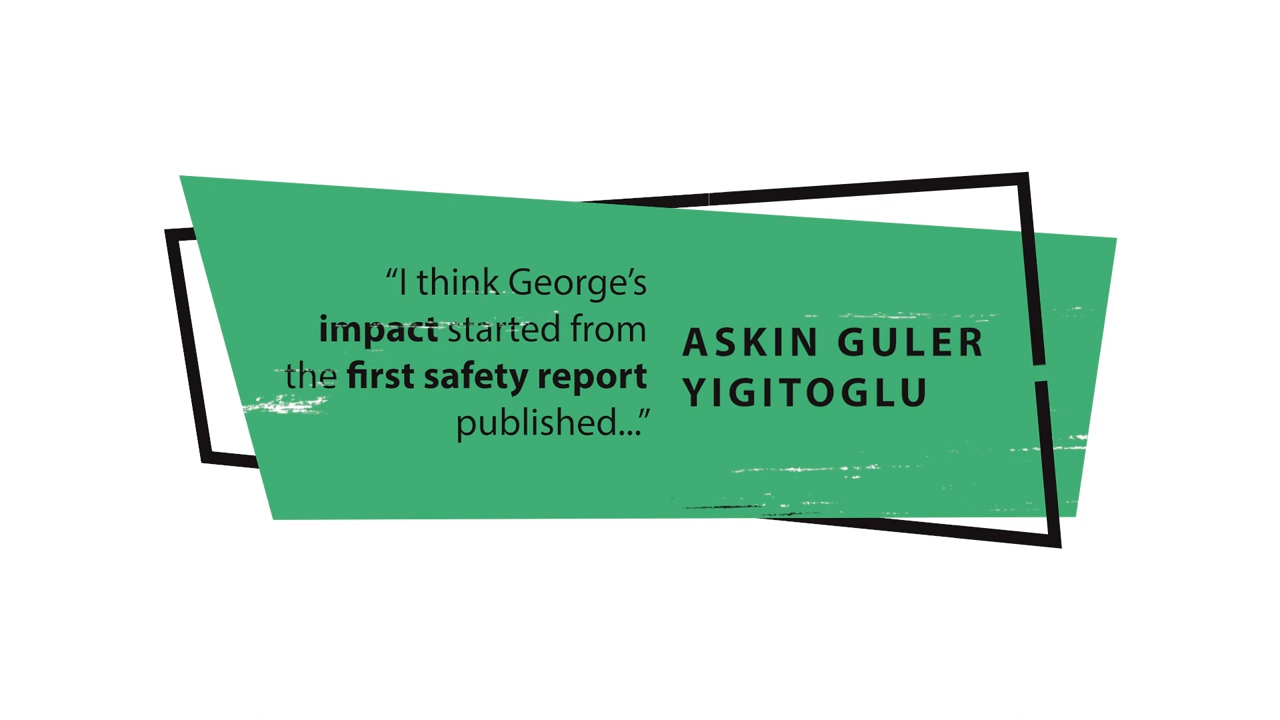 “I think George’s
impact started from
the first safety report
published...”
ASKIN GULER
YIGITOGLU